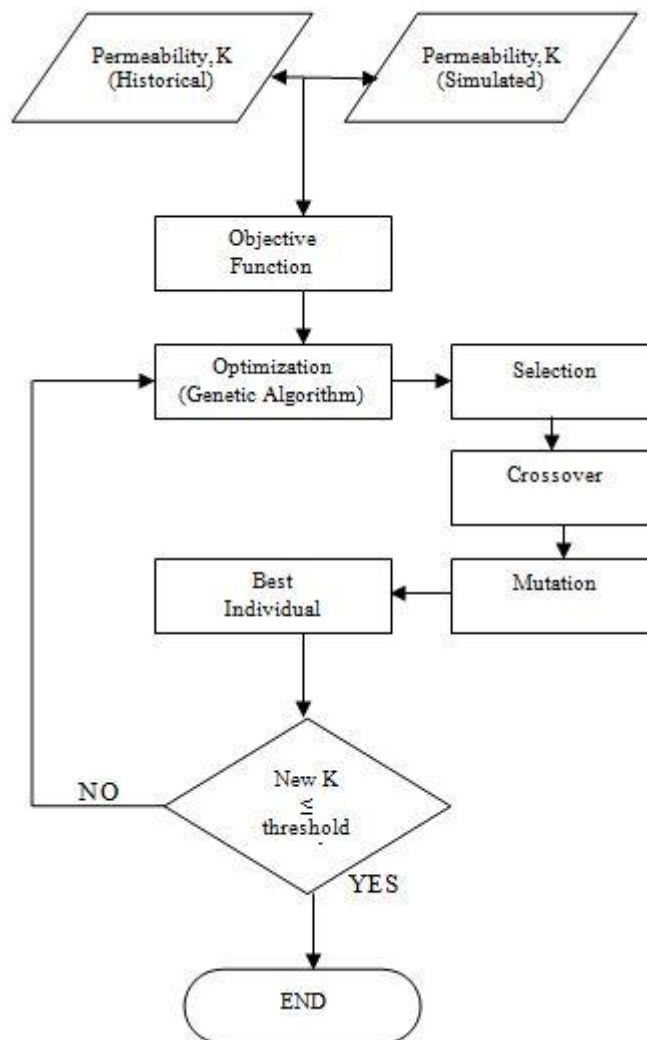 Permeability, K
(Historical)
Permeability, K
(Simulated)
Objective
Function
Optimization
(Genetic Algorithm)
Selection
Crossover
Mutation
Best
Individual
New K
≤
threshold
NO
YES
END